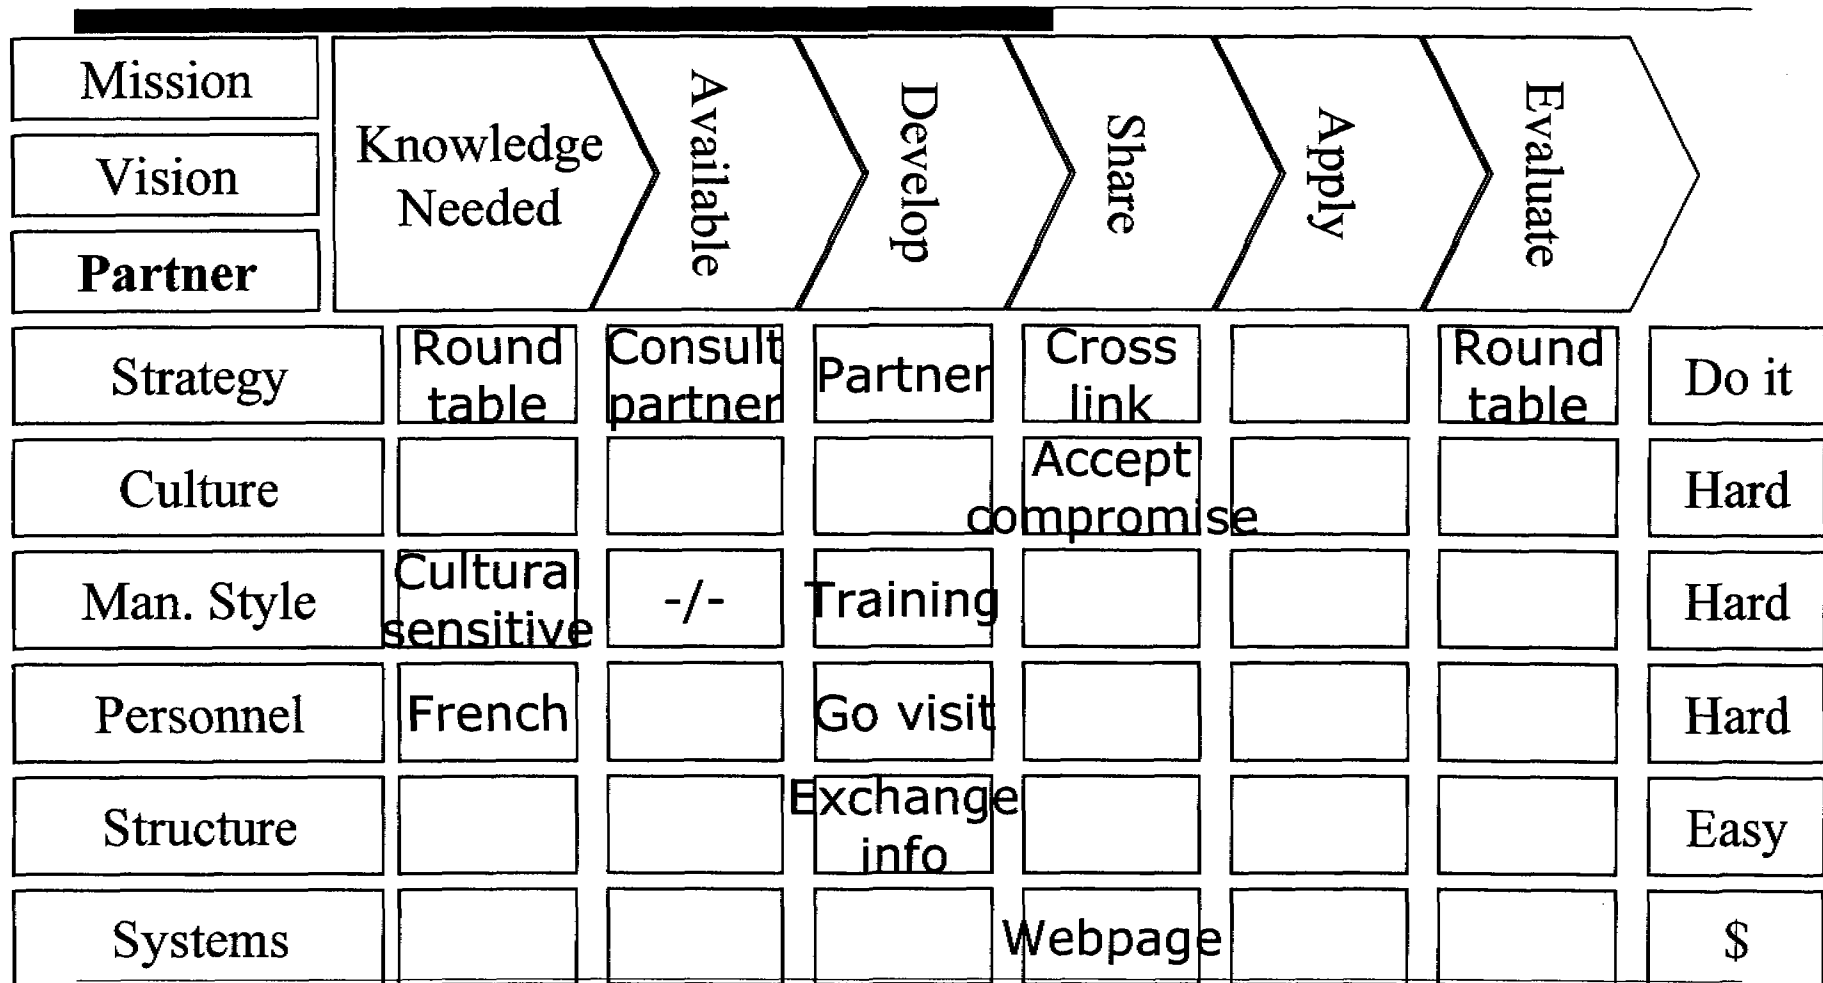 Mission
Vision
Partner
Knowledge
Needed
Available
Develop
Share
Apply
Evaluate
Strategy
Round
table
Consult
partner
Partner
Cross
link
Round
table
Do it
Culture
Accept
compromise
Hard
Man. Style
Cultural
sensitive
-/-
Training
Hard
Personnel
French
Go visit
Hard
Structure
Exchange
info
Easy
Systems
Webpage
$